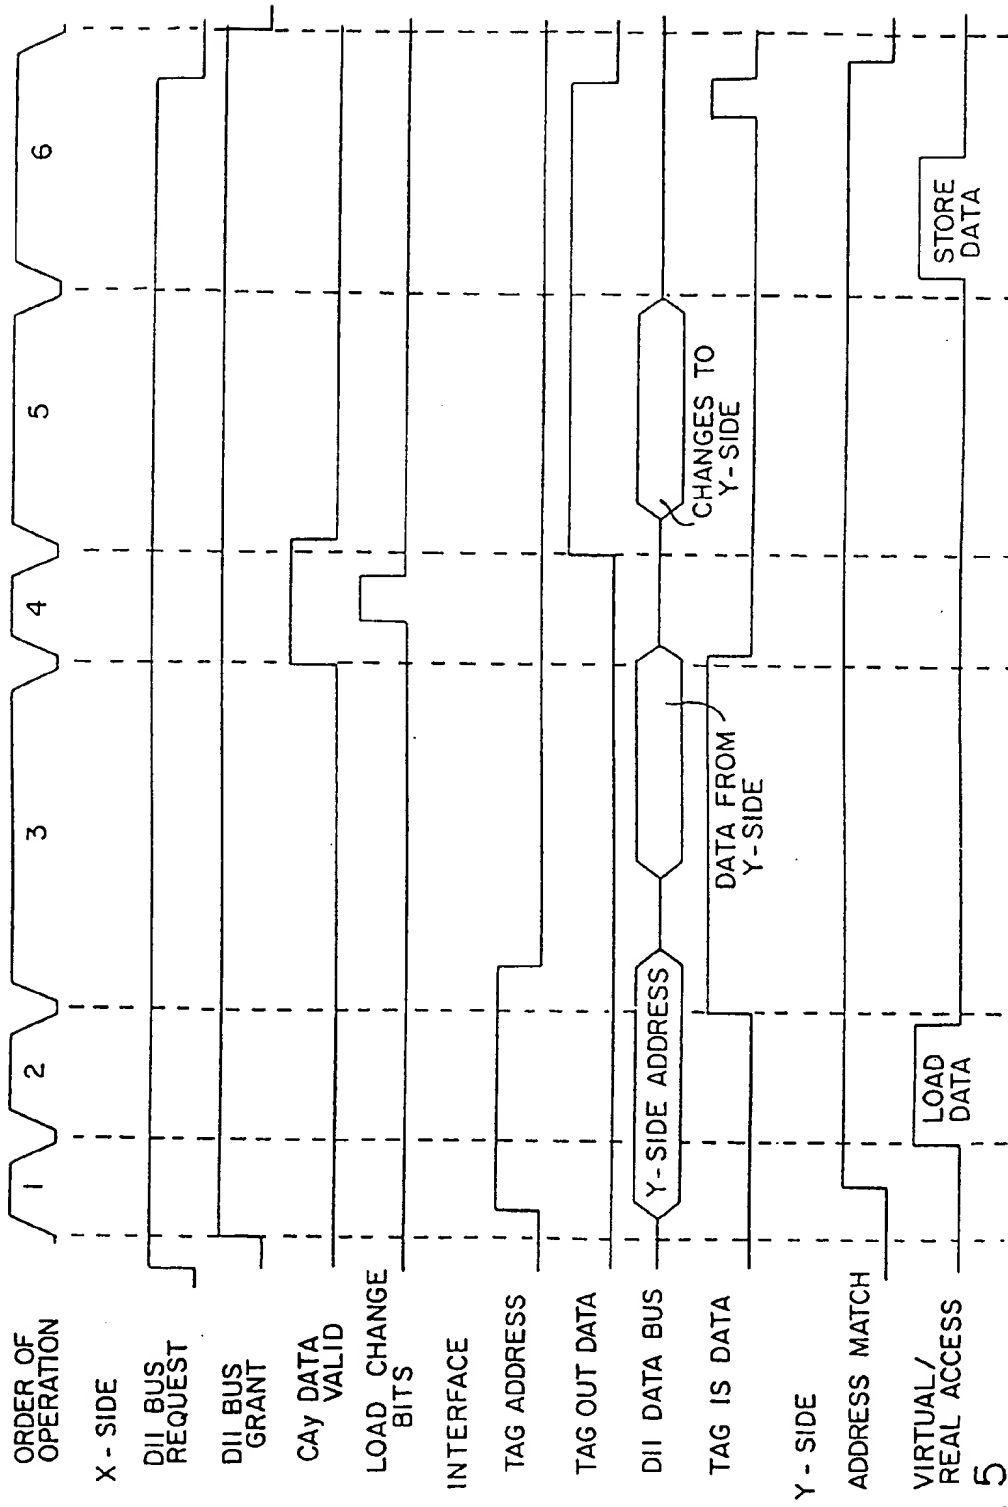 ORDER OF
OPERATION
1
2
3
4
5
6
X-SIDE
DII BUS
REQUEST
DII BUS
GRANT
CAy DATA
VALID
LOAD CHANGE
BITS
INTERFACE
TAG ADDRESS
TAG OUT DATA
DII DATA BUS
Y-SIDE ADDRESS
DATA FROM
Y-SIDE
CHANGES TO
Y-SIDE
TAG IS DATA
Y-SIDE
ADDRESS MATCH
VIRTUAL/
REAL ACCESS
LOAD
DATA
STORE
DATA
5